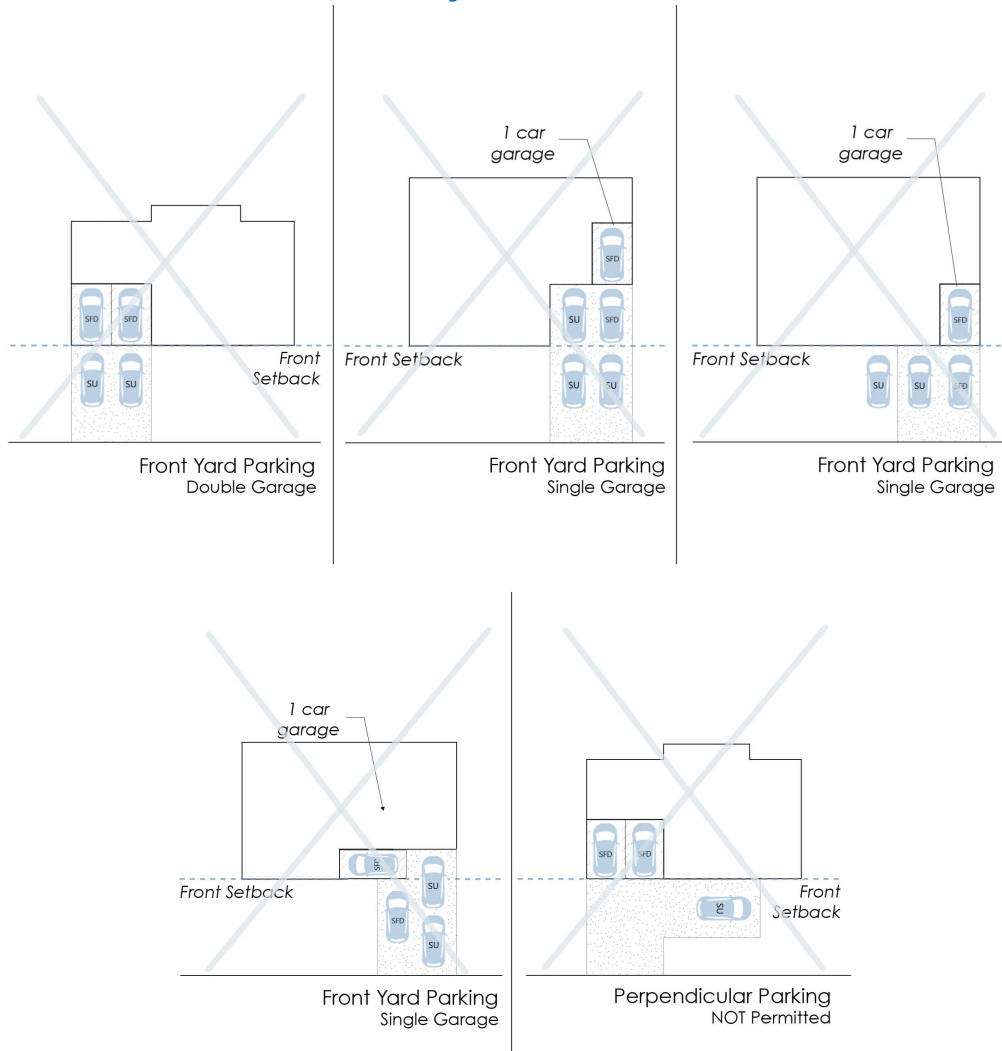 SFD
SFD
SU
SU
Front
Setback
Front Yard Parking
Double Garage
1 car
garage
SFD
SU
SFD
SU
SU
Front Setback
Front Yard Parking
Single Garage
1 car
garage
SFD
SU
SU
SFD
Front Setback
Front Yard Parking
Single Garage
1 car
garage
SFD
SU
SFD
SU
Front Setback
Front Yard Parking
Single Garage
SFD
SFD
SU
Front
Setback
Perpendicular Parking
NOT Permitted